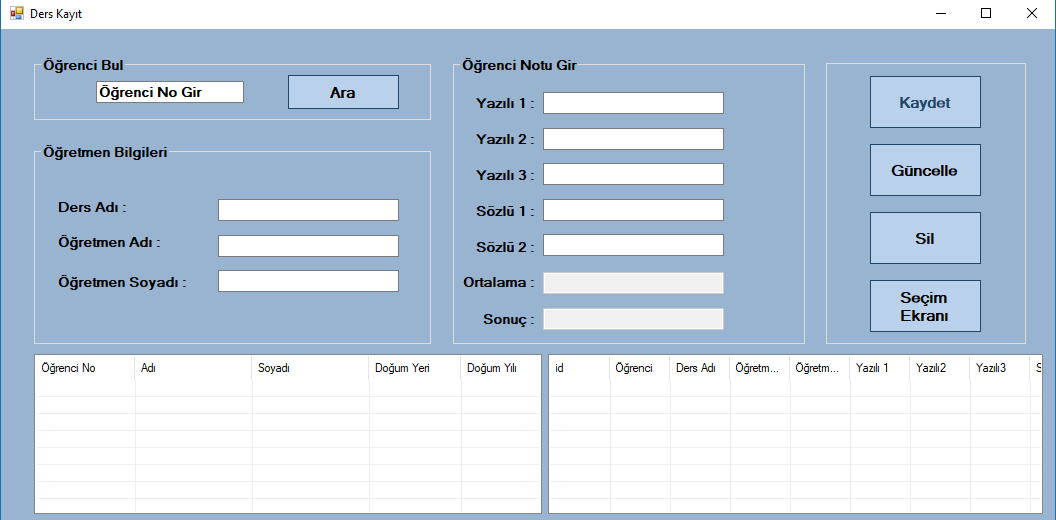 Ders Kayıt
Öğrenci Bul
Öğrenci No Gir
Ara
Öğretmen Bilgileri
Ders Adı :
Öğretmen Adı :
Öğretmen Soyadı :
Öğrenci Notu Gir
Yazılı 1 :
Yazılı 2 :
Yazılı 3 :
Sözlü 1 :
Sözlü 2 :
Ortalama :
Sonuç :
Kaydet
Güncelle
Sil
Seçim
Ekranı
Öğrenci No Adı Soyadı Doğum Yeri Doğum Yılı
id Öğrenci Ders Adı Öğretm... Öğretm... Yazılı 1 Yazılı2 Yazılı3 S